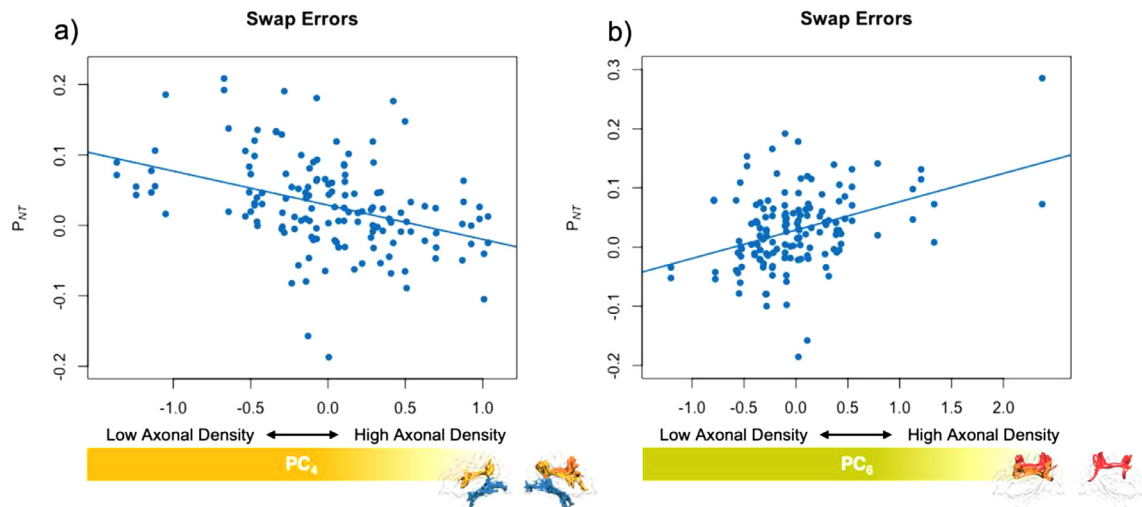 a)
Swap Errors
P_NT
0.2
0.1
0.0
-0.1
-0.2
-1.0 -0.5 0.0 0.5 1.0
Low Axonal Density High Axonal Density
PC4
b)
Swap Errors
P_NT
0.3
0.2
0.1
0.0
-0.1
-0.2
-1.0 -0.5 0.0 0.5 1.0 1.5 2.0
Low Axonal Density High Axonal Density
PC6